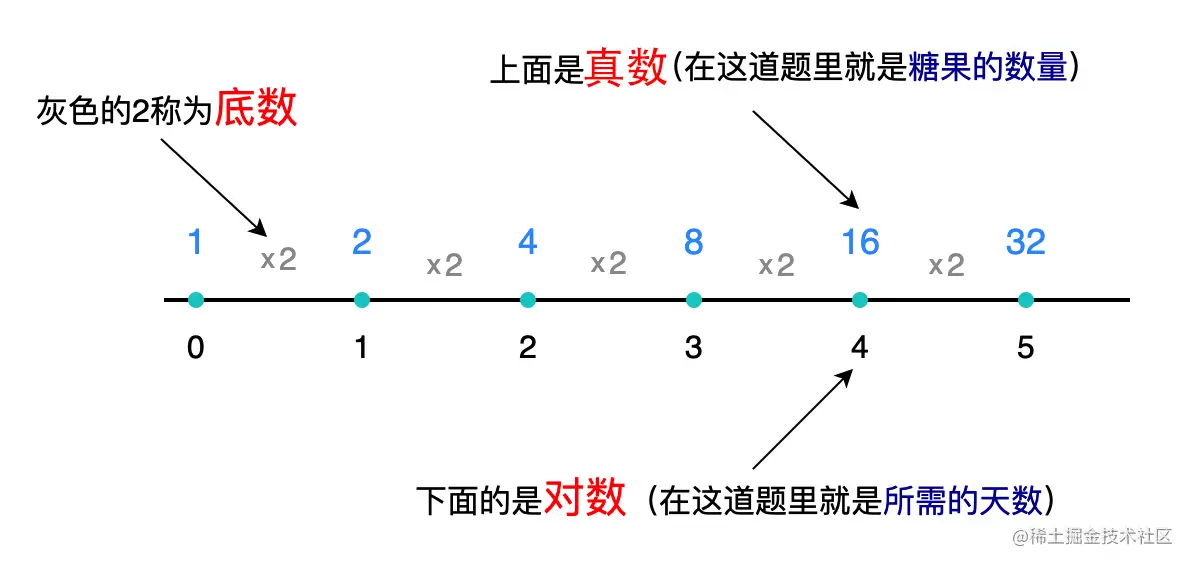 上面是真数(在这道题里就是糖果的数量)
灰色的2称为底数
1 2 4 8 16 32
x2 x2 x2 x2 x2
0 1 2 3 4 5
下面的是对数(在这道题里就是所需的天数)
@稀土掘金技术社区